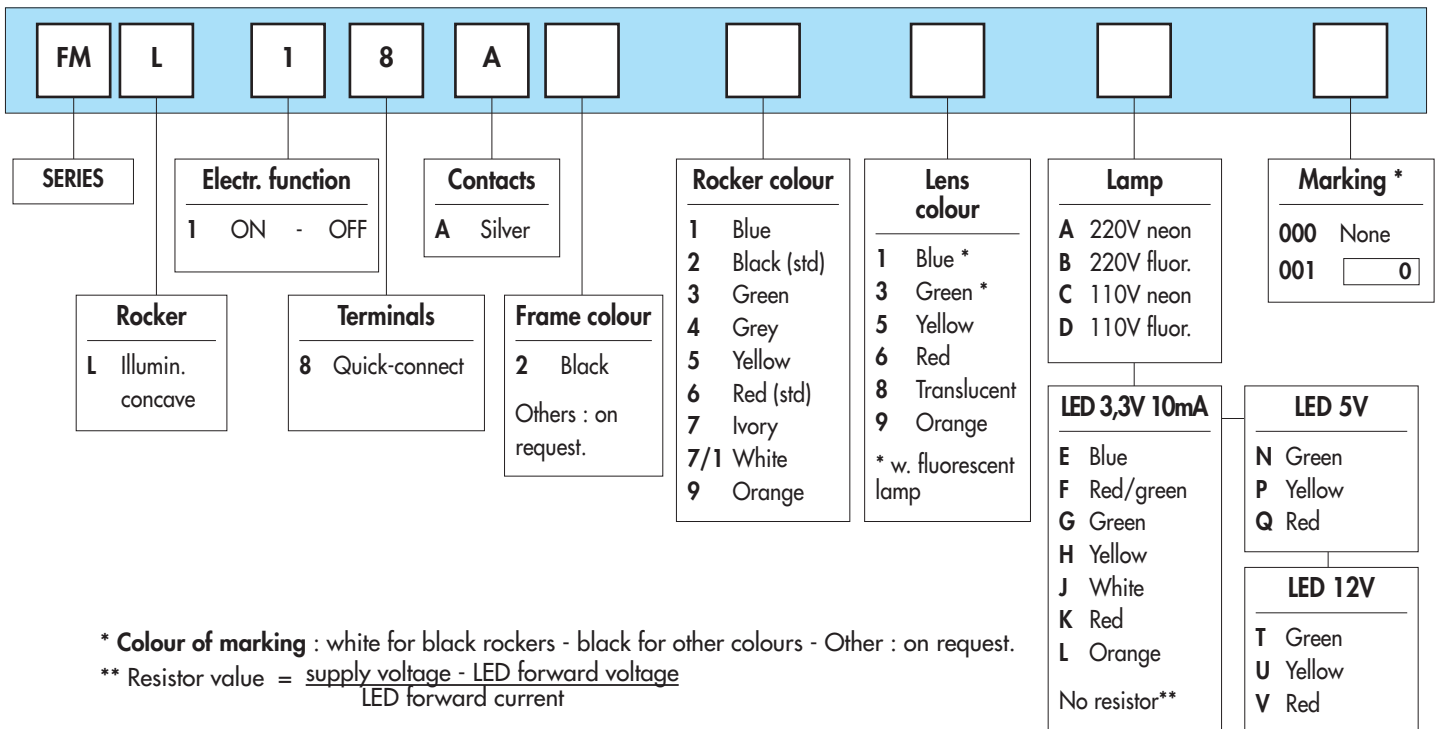 FM L 1 8 A
SERIES
Electr. function
1 ON - OFF
Contacts
A Silver
Rocker colour
1 Blue
2 Black (std)
3 Green
4 Grey
5 Yellow
6 Red (std)
7 Ivory
7/1 White
9 Orange
Lens
colour
1 Blue *
3 Green *
5 Yellow
6 Red
8 Translucent
9 Orange
* w. fluorescent
lamp
Lamp
A 220V neon
B 220V fluor.
C 110V neon
D 110V fluor.
Marking *
000 None
001 0
Rocker
L Illumin.
concave
Terminals
8 Quick-connect
Frame colour
2 Black
Others : on
request.
LED 3,3V 10mA
E Blue
F Red/green
G Green
H Yellow
J White
K Red
L Orange
No resistor**
LED 5V
N Green
P Yellow
Q Red
LED 12V
T Green
U Yellow
V Red
* Colour of marking : white for black rockers - black for other colours - Other : on request.
** Resistor value = supply voltage - LED forward voltage
LED forward current